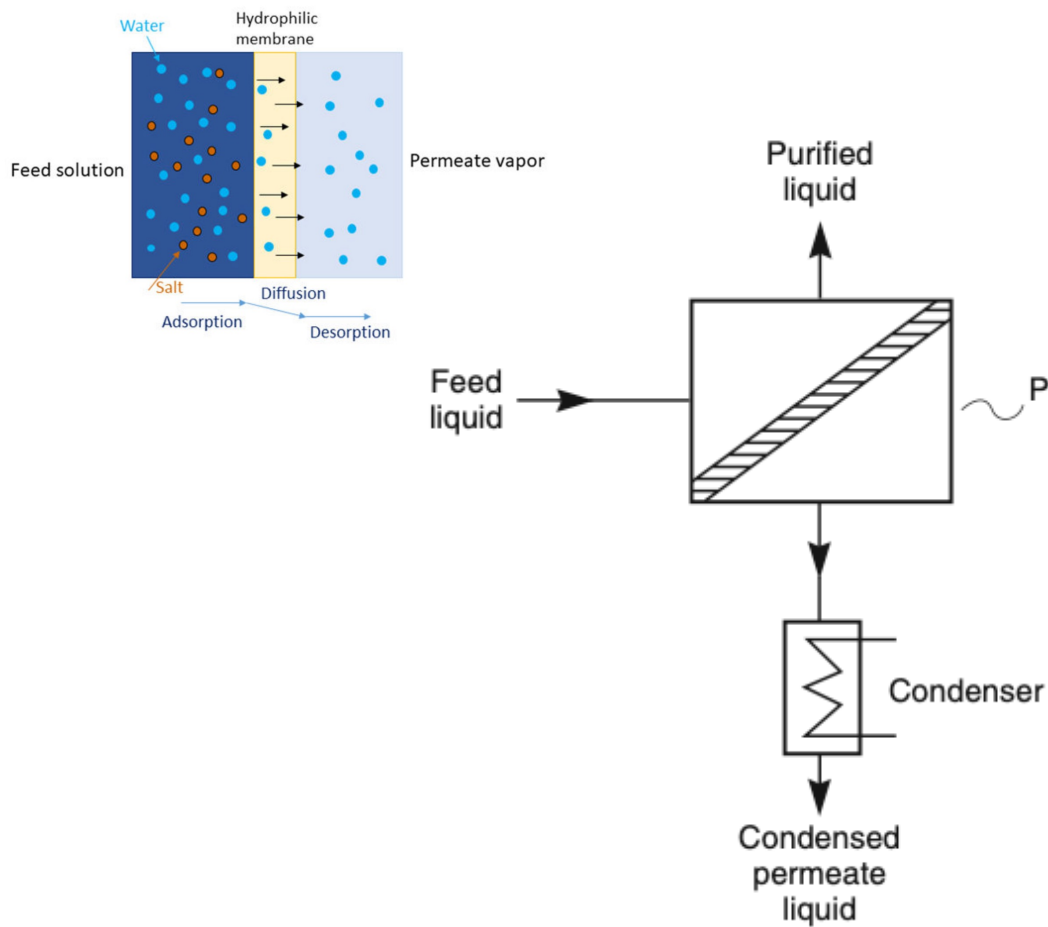 Water
Hydrophilic
membrane
Feed solution
Permeate vapor
Salt
Diffusion
Adsorption
Desorption
Purified
liquid
Feed
liquid
P
Condenser
Condensed
permeate
liquid